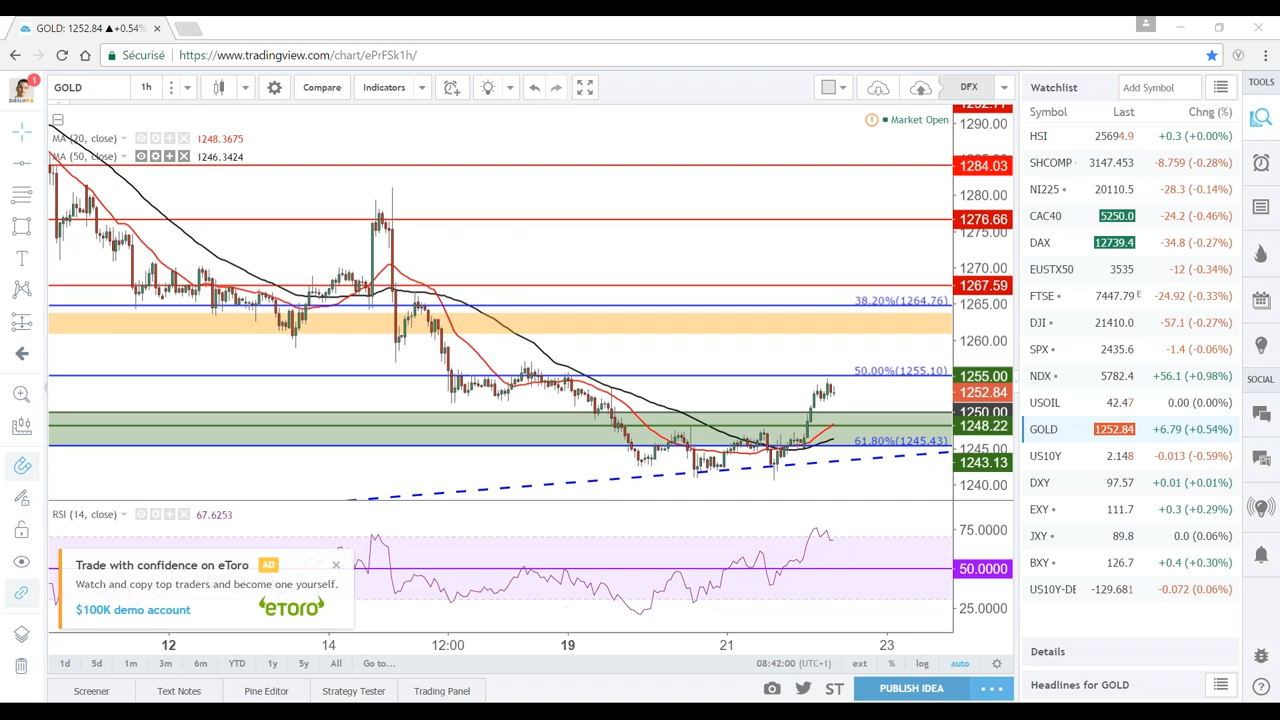 GOLD: 1252.84 ▲+0.54%
Sécurisé https://www.tradingview.com/chart/ePrFSk1h/
1
GOLD 1h Compare Indicators DFX
Watchlist Add Symbol TOOLS
Symbol Last Chng (%)
Market Open
MA (20, close) 1248.3675
MA (50, close) 1246.3424
1290.00
1284.03
1280.00
1276.66
1275.00
1270.00
1267.59
38.20%(1264.76) 1265.00
1260.00
50.00%(1255.10) 1255.00
1252.84
1250.00
1248.22
61.80%(1245.43) 1245.00
1243.13
1240.00
HSI 25694.9 +0.3 (+0.00%)
SHCOMP 3147.453 -8.759 (-0.28%)
NI225 20110.5 -28.3 (-0.14%)
CAC40 5250.0 -24.2 (-0.46%)
DAX 12739.4 -34.8 (-0.27%)
EUSTX50 3535 -12 (-0.34%)
FTSE 7447.79 E -24.92 (-0.33%)
DJI 21410.0 -57.1 (-0.27%)
SPX 2435.6 -1.4 (-0.06%)
NDX 5782.4 +56.1 (+0.98%)
USOIL 42.47 0.00 (0.00%)
GOLD 1252.84 +6.79 (+0.54%)
US10Y 2.148 -0.013 (-0.59%)
DXY 97.57 +0.01 (+0.01%)
EXY 111.7 +0.3 (+0.29%)
JXY 89.8 0.0 (0.06%)
BXY 126.7 +0.4 (+0.30%)
US10Y-DE -129.681 -0.072 (0.06%)
SOCIAL
RSI (14, close) 67.6253
75.0000
50.0000
25.0000
Trade with confidence on eToro AD
Watch and copy top traders and become one yourself.
$100K demo account eToro
12 14 12:00 19 21 23
1d 5d 1m 3m 6m YTD 1y 5y All Go to... 08:42:00 (UTC+1) ext % log auto
Details
Screener Text Notes Pine Editor Strategy Tester Trading Panel ST PUBLISH IDEA
Headlines for GOLD